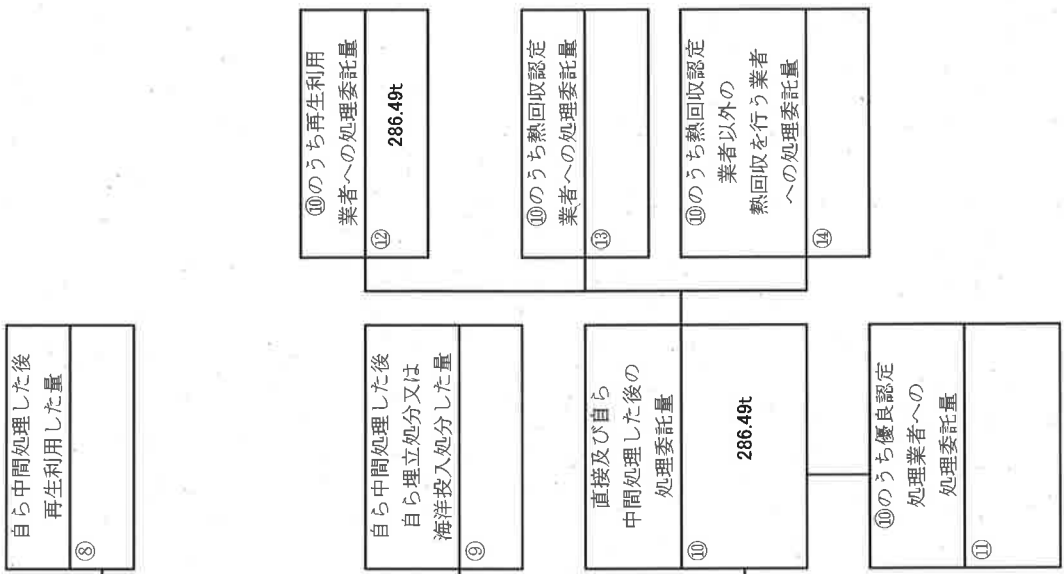 自ら中間処理した後
再生利用した量
⑧
自ら中間処理した後
自ら埋立処分又は
海洋投入処分した量
⑨
直接及び自ら
中間処理した後の
処理委託量
⑩
286.49t
⑩のうち優良認定
処理業者への
処理委託量
⑪
⑩のうち再生利用
業者への処理委託量
⑫
286.49t
⑩のうち熱回収認定
業者への処理委託量
⑬
⑩のうち熱回収認定
業者以外の
熱回収を行う業者
への処理委託量
⑭